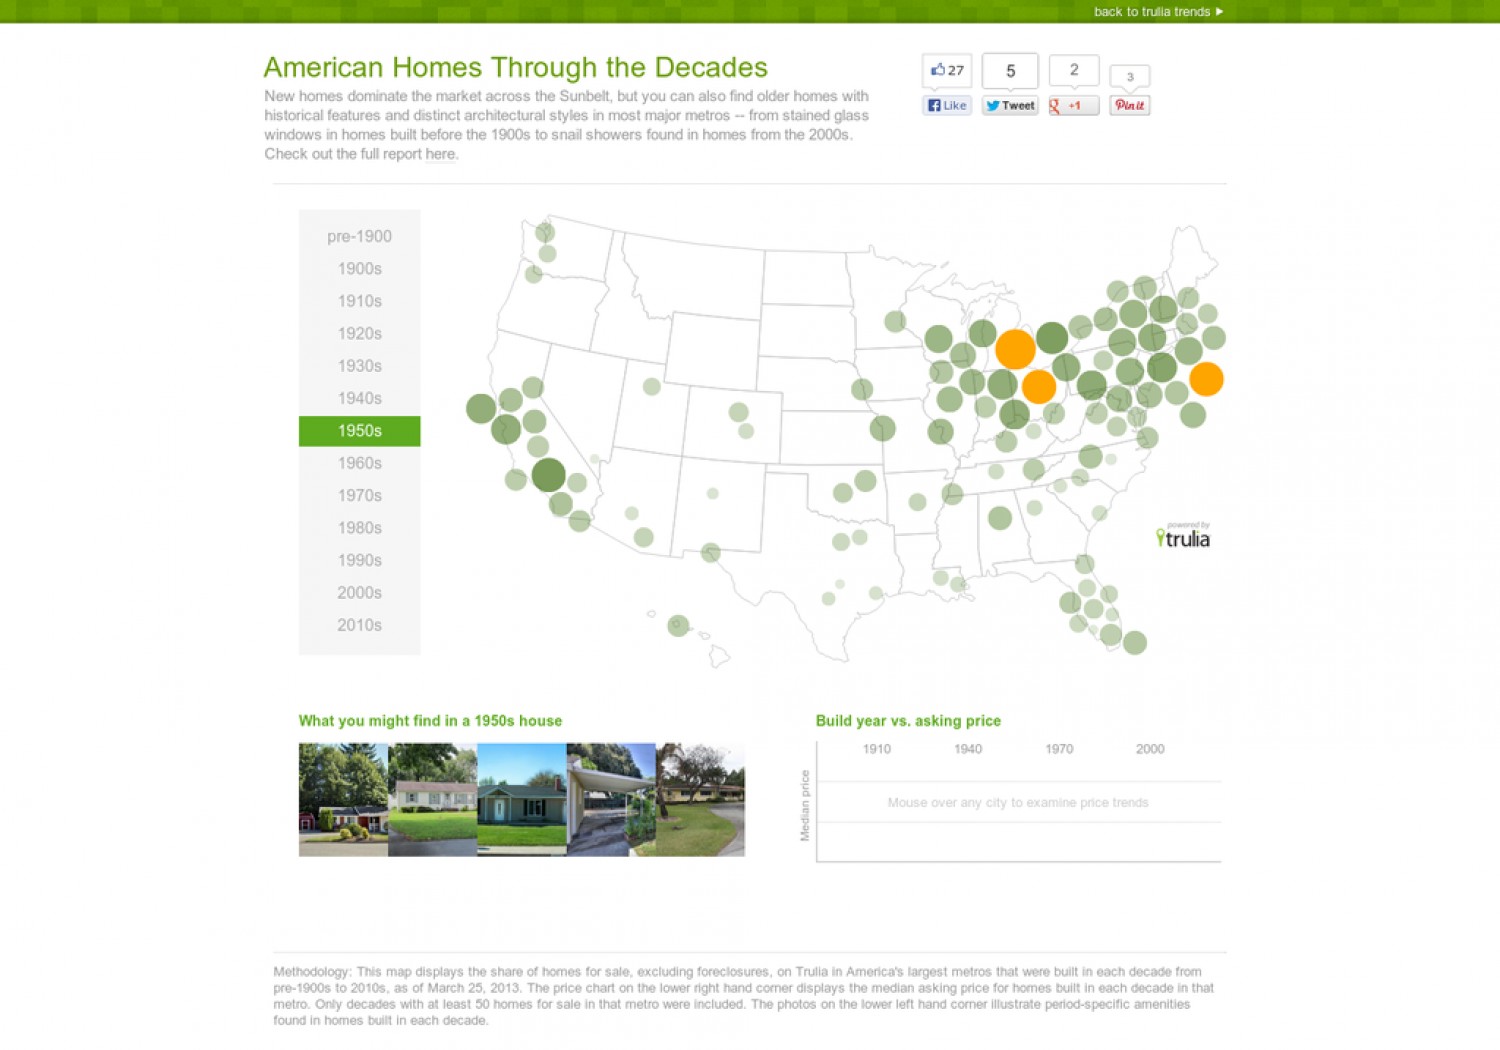 back to trulia trends ▶
American Homes Through the Decades
New homes dominate the market across the Sunbelt, but you can also find older homes with
historical features and distinct architectural styles in most major metros -- from stained glass
windows in homes built before the 1900s to snail showers found in homes from the 2000s.
Check out the full report here.
27
5
2
3
Like
Tweet
+1
Pin it
pre-1900
1900s
1910s
1920s
1930s
1940s
1950s
1960s
1970s
1980s
1990s
2000s
2010s
powered by
trulia
What you might find in a 1950s house
Build year vs. asking price
1910 1940 1970 2000
Median price
Mouse over any city to examine price trends
Methodology: This map displays the share of homes for sale, excluding foreclosures, on Trulia in America's largest metros that were built in each decade from
pre-1900s to 2010s, as of March 25, 2013. The price chart on the lower right hand corner displays the median asking price for homes built in each decade in that
metro. Only decades with at least 50 homes for sale in that metro were included. The photos on the lower left hand corner illustrate period-specific amenities
found in homes built in each decade.